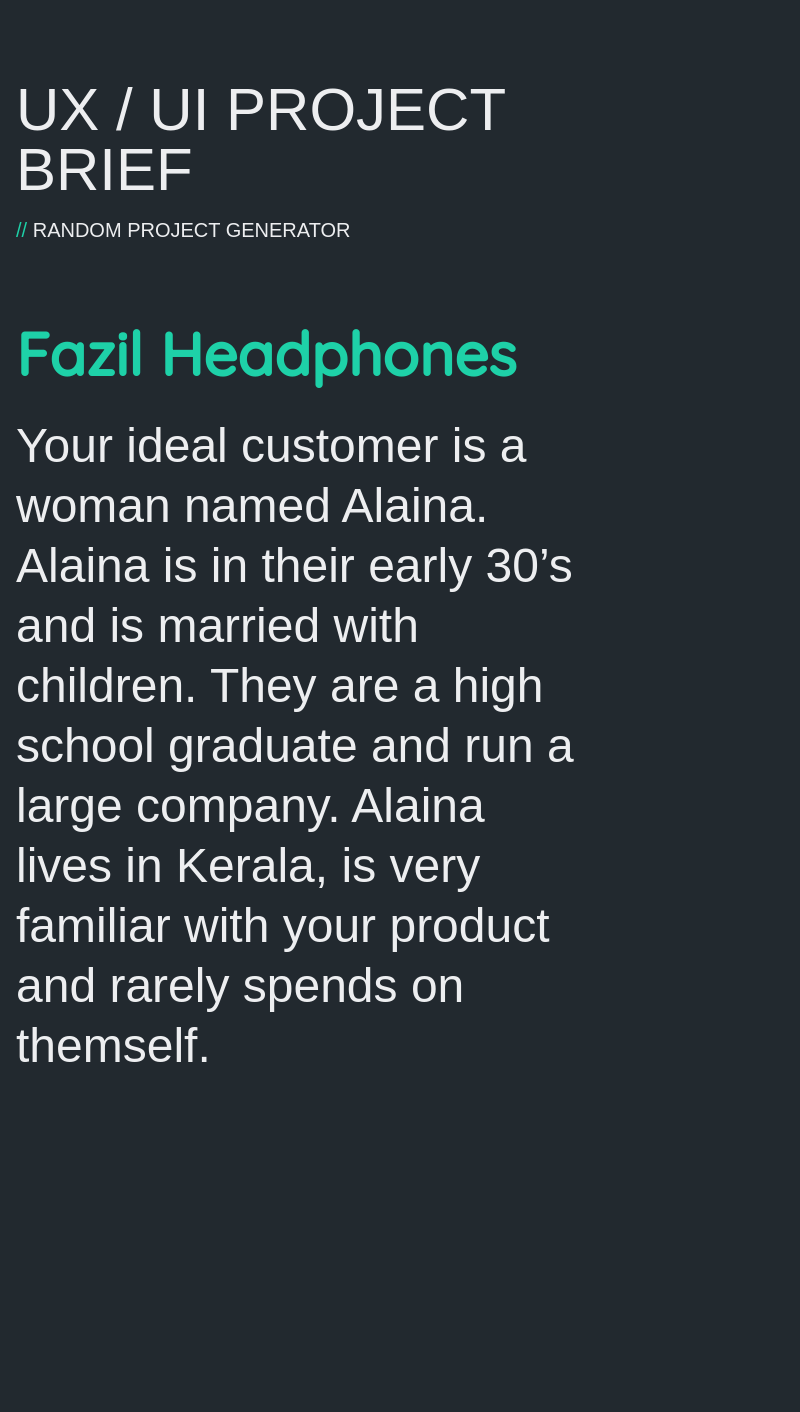 UX / UI PROJECT
BRIEF
// RANDOM PROJECT GENERATOR
Fazil Headphones
Your ideal customer is a
woman named Alaina.
Alaina is in their early 30’s
and is married with
children. They are a high
school graduate and run a
large company. Alaina
lives in Kerala, is very
familiar with your product
and rarely spends on
themself.